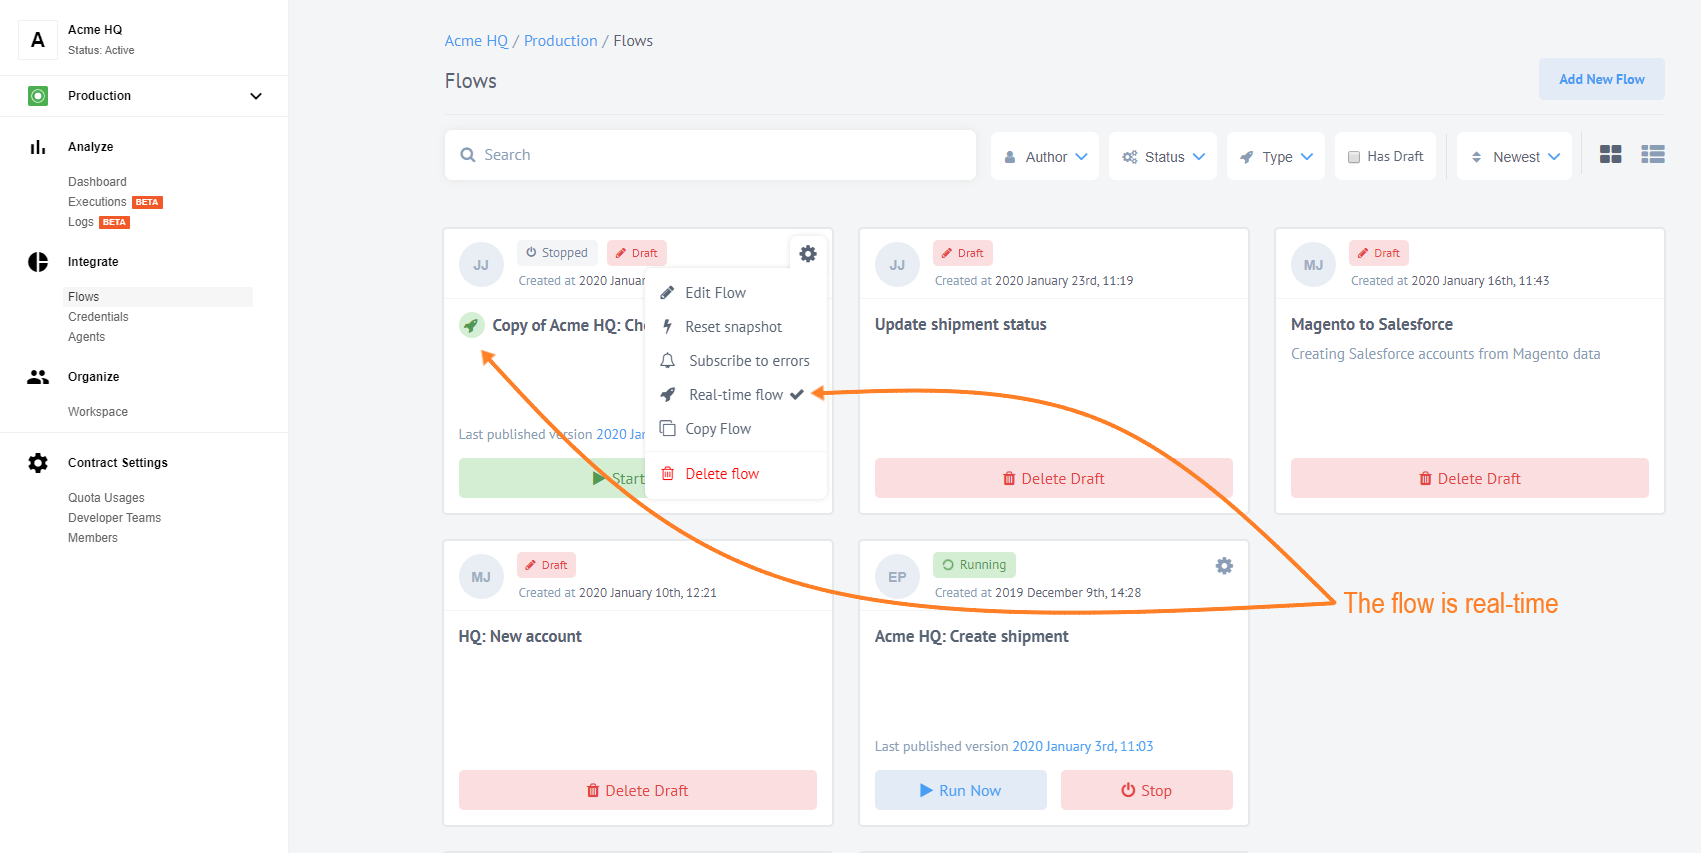 A
Acme HQ
Status: Active
Production
Analyze
Dashboard
Executions BETA
Logs BETA
Integrate
Flows
Credentials
Agents
Organize
Workspace
Contract Settings
Quota Usages
Developer Teams
Members
Acme HQ / Production / Flows
Flows
Add New Flow
Search
Author
Status
Type
Has Draft
Newest
JJ
Stopped
Draft
Created at 2020 Januar
Copy of Acme HQ: Ch
Last published version 2020 Jan
Start
Edit Flow
Reset snapshot
Subscribe to errors
Real-time flow
Copy Flow
Delete flow
JJ
Draft
Created at 2020 January 23rd, 11:19
Update shipment status
Delete Draft
MJ
Draft
Created at 2020 January 16th, 11:43
Magento to Salesforce
Creating Salesforce accounts from Magento data
Delete Draft
MJ
Draft
Created at 2020 January 10th, 12:21
HQ: New account
Delete Draft
EP
Running
Created at 2019 December 9th, 14:28
Acme HQ: Create shipment
Last published version 2020 January 3rd, 11:03
Run Now
Stop
The flow is real-time